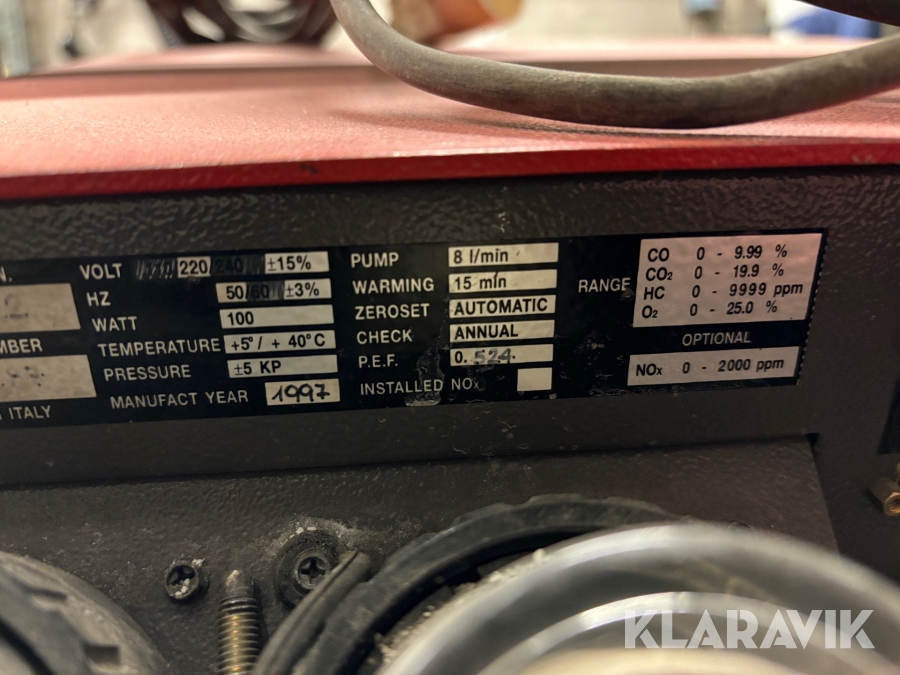 VOLT 220 240 ±15%
HZ 50/60 ±3%
WATT 100
TEMPERATURE +5° / + 40°C
PRESSURE ±5 KP
MANUFACT YEAR 1997
MBER
ITALY
PUMP 8 l/min
WARMING 15 min
ZEROSET AUTOMATIC
CHECK ANNUAL
P.E.F. 0. 524
INSTALLED NOx
RANGE
CO 0 - 9.99 %
CO₂ 0 - 19.9 %
HC 0 - 9999 ppm
O₂ 0 - 25.0 %
OPTIONAL
NOx 0 - 2000 ppm
KLARAVIK